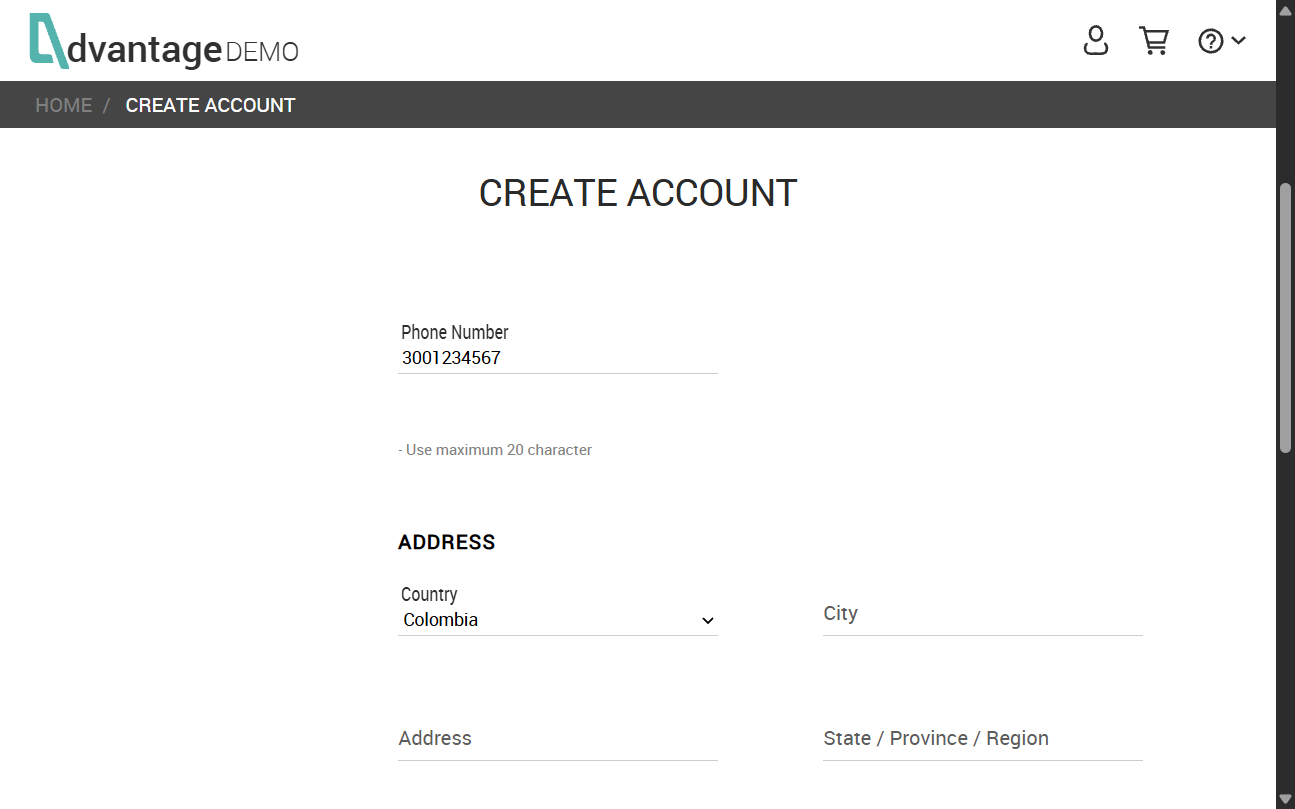 dvantage DEMO
HOME / CREATE ACCOUNT
CREATE ACCOUNT
Phone Number
3001234567
- Use maximum 20 character
ADDRESS
Country
Colombia
City
Address
State / Province / Region